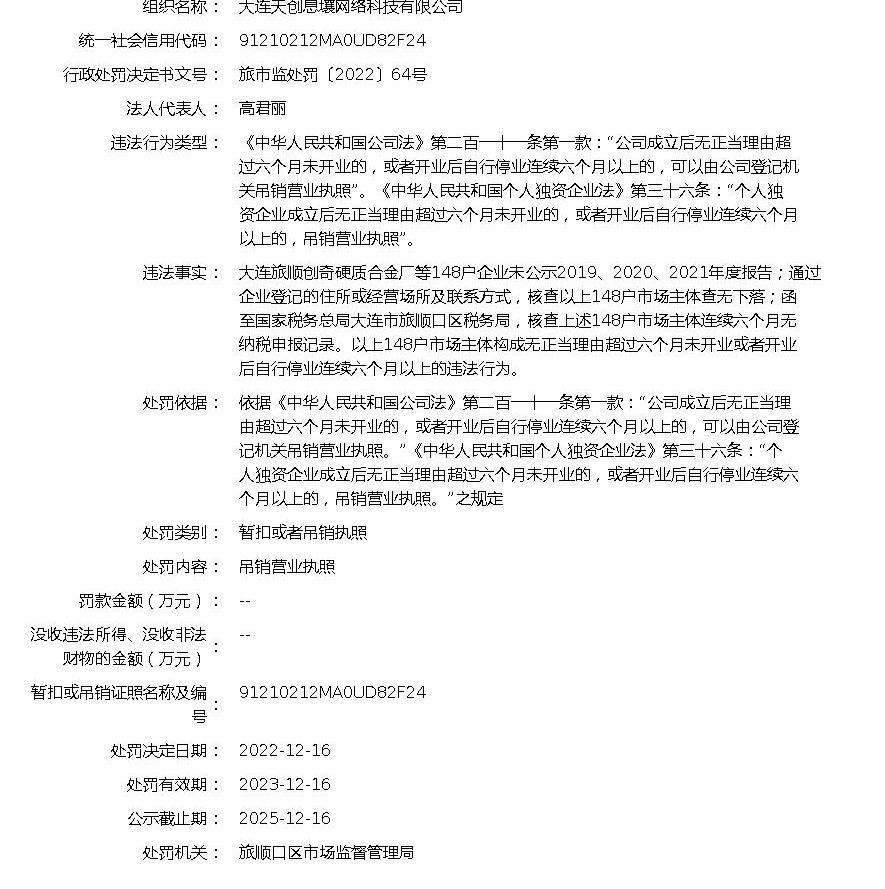 组织名称： 大连天创息壤网络科技有限公司
统一社会信用代码： 91210212MA0UD82F24
行政处罚决定书文号： 旅市监处罚〔2022〕64号
法人代表人： 高君丽
违法行为类型： 《中华人民共和国公司法》第二百一十一条第一款：“公司成立后无正当理由超
过六个月未开业的，或者开业后自行停业连续六个月以上的，可以由公司登记机
关吊销营业执照”。《中华人民共和国个人独资企业法》第三十六条：“个人独
资企业成立后无正当理由超过六个月未开业的，或者开业后自行停业连续六个月
以上的，吊销营业执照”。
违法事实： 大连旅顺创奇硬质合金厂等148户企业未公示2019、2020、2021年度报告；通过
企业登记的住所或经营场所及联系方式，核查以上148户市场主体查无下落；函
至国家税务总局大连市旅顺口区税务局，核查上述148户市场主体连续六个月无
纳税申报记录。以上148户市场主体构成无正当理由超过六个月未开业或者开业
后自行停业连续六个月以上的违法行为。
处罚依据： 依据《中华人民共和国公司法》第二百一十一条第一款：“公司成立后无正当理
由超过六个月未开业的，或者开业后自行停业连续六个月以上的，可以由公司登
记机关吊销营业执照。”《中华人民共和国个人独资企业法》第三十六条：“个
人独资企业成立后无正当理由超过六个月未开业的，或者开业后自行停业连续六
个月以上的，吊销营业执照。”之规定
处罚类别： 暂扣或者吊销执照
处罚内容： 吊销营业执照
罚款金额（万元）： --
没收违法所得、没收非法
财物的金额（万元）： --
暂扣或吊销证照名称及编
号： 91210212MA0UD82F24
处罚决定日期： 2022-12-16
处罚有效期： 2023-12-16
公示截止期： 2025-12-16
处罚机关： 旅顺口区市场监督管理局